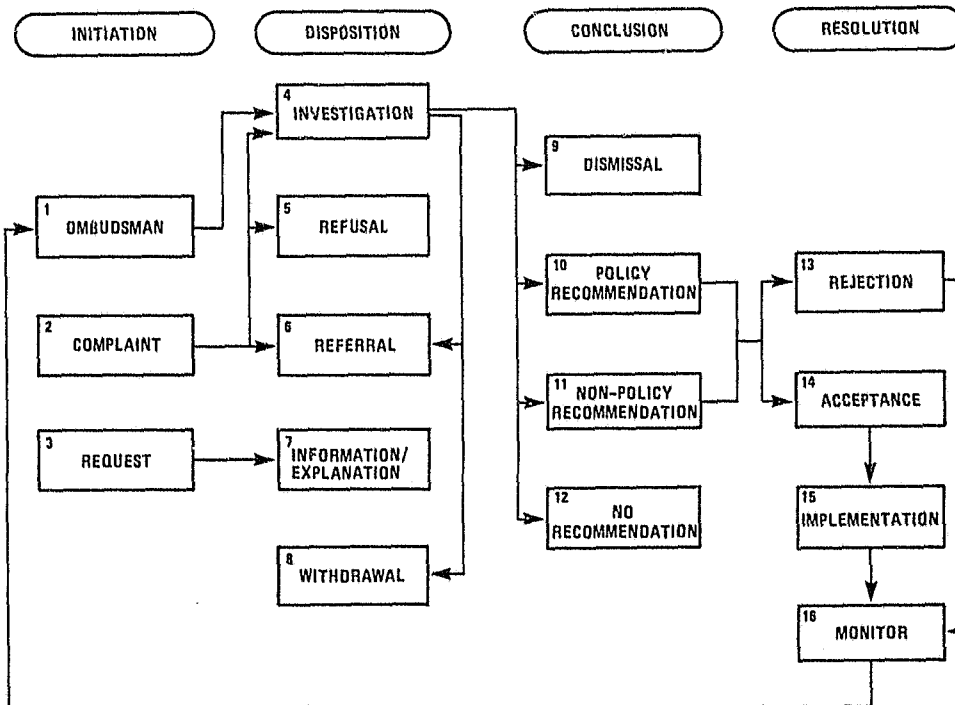 INITIATION
DISPOSITION
CONCLUSION
RESOLUTION
1
OMBUDSMAN
2
COMPLAINT
3
REQUEST
4
INVESTIGATION
5
REFUSAL
6
REFERRAL
7
INFORMATION/
EXPLANATION
8
WITHDRAWAL
9
DISMISSAL
10
POLICY
RECOMMENDATION
11
NON-POLICY
RECOMMENDATION
12
NO
RECOMMENDATION
13
REJECTION
14
ACCEPTANCE
15
IMPLEMENTATION
16
MONITOR